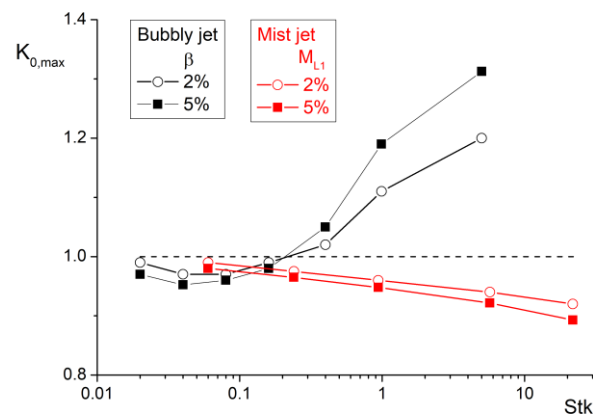 K0,max
1.4
1.2
1.0
0.8
Bubbly jet
β
2%
5%
Mist jet
ML1
2%
5%
0.01
0.1
1
10
Stk